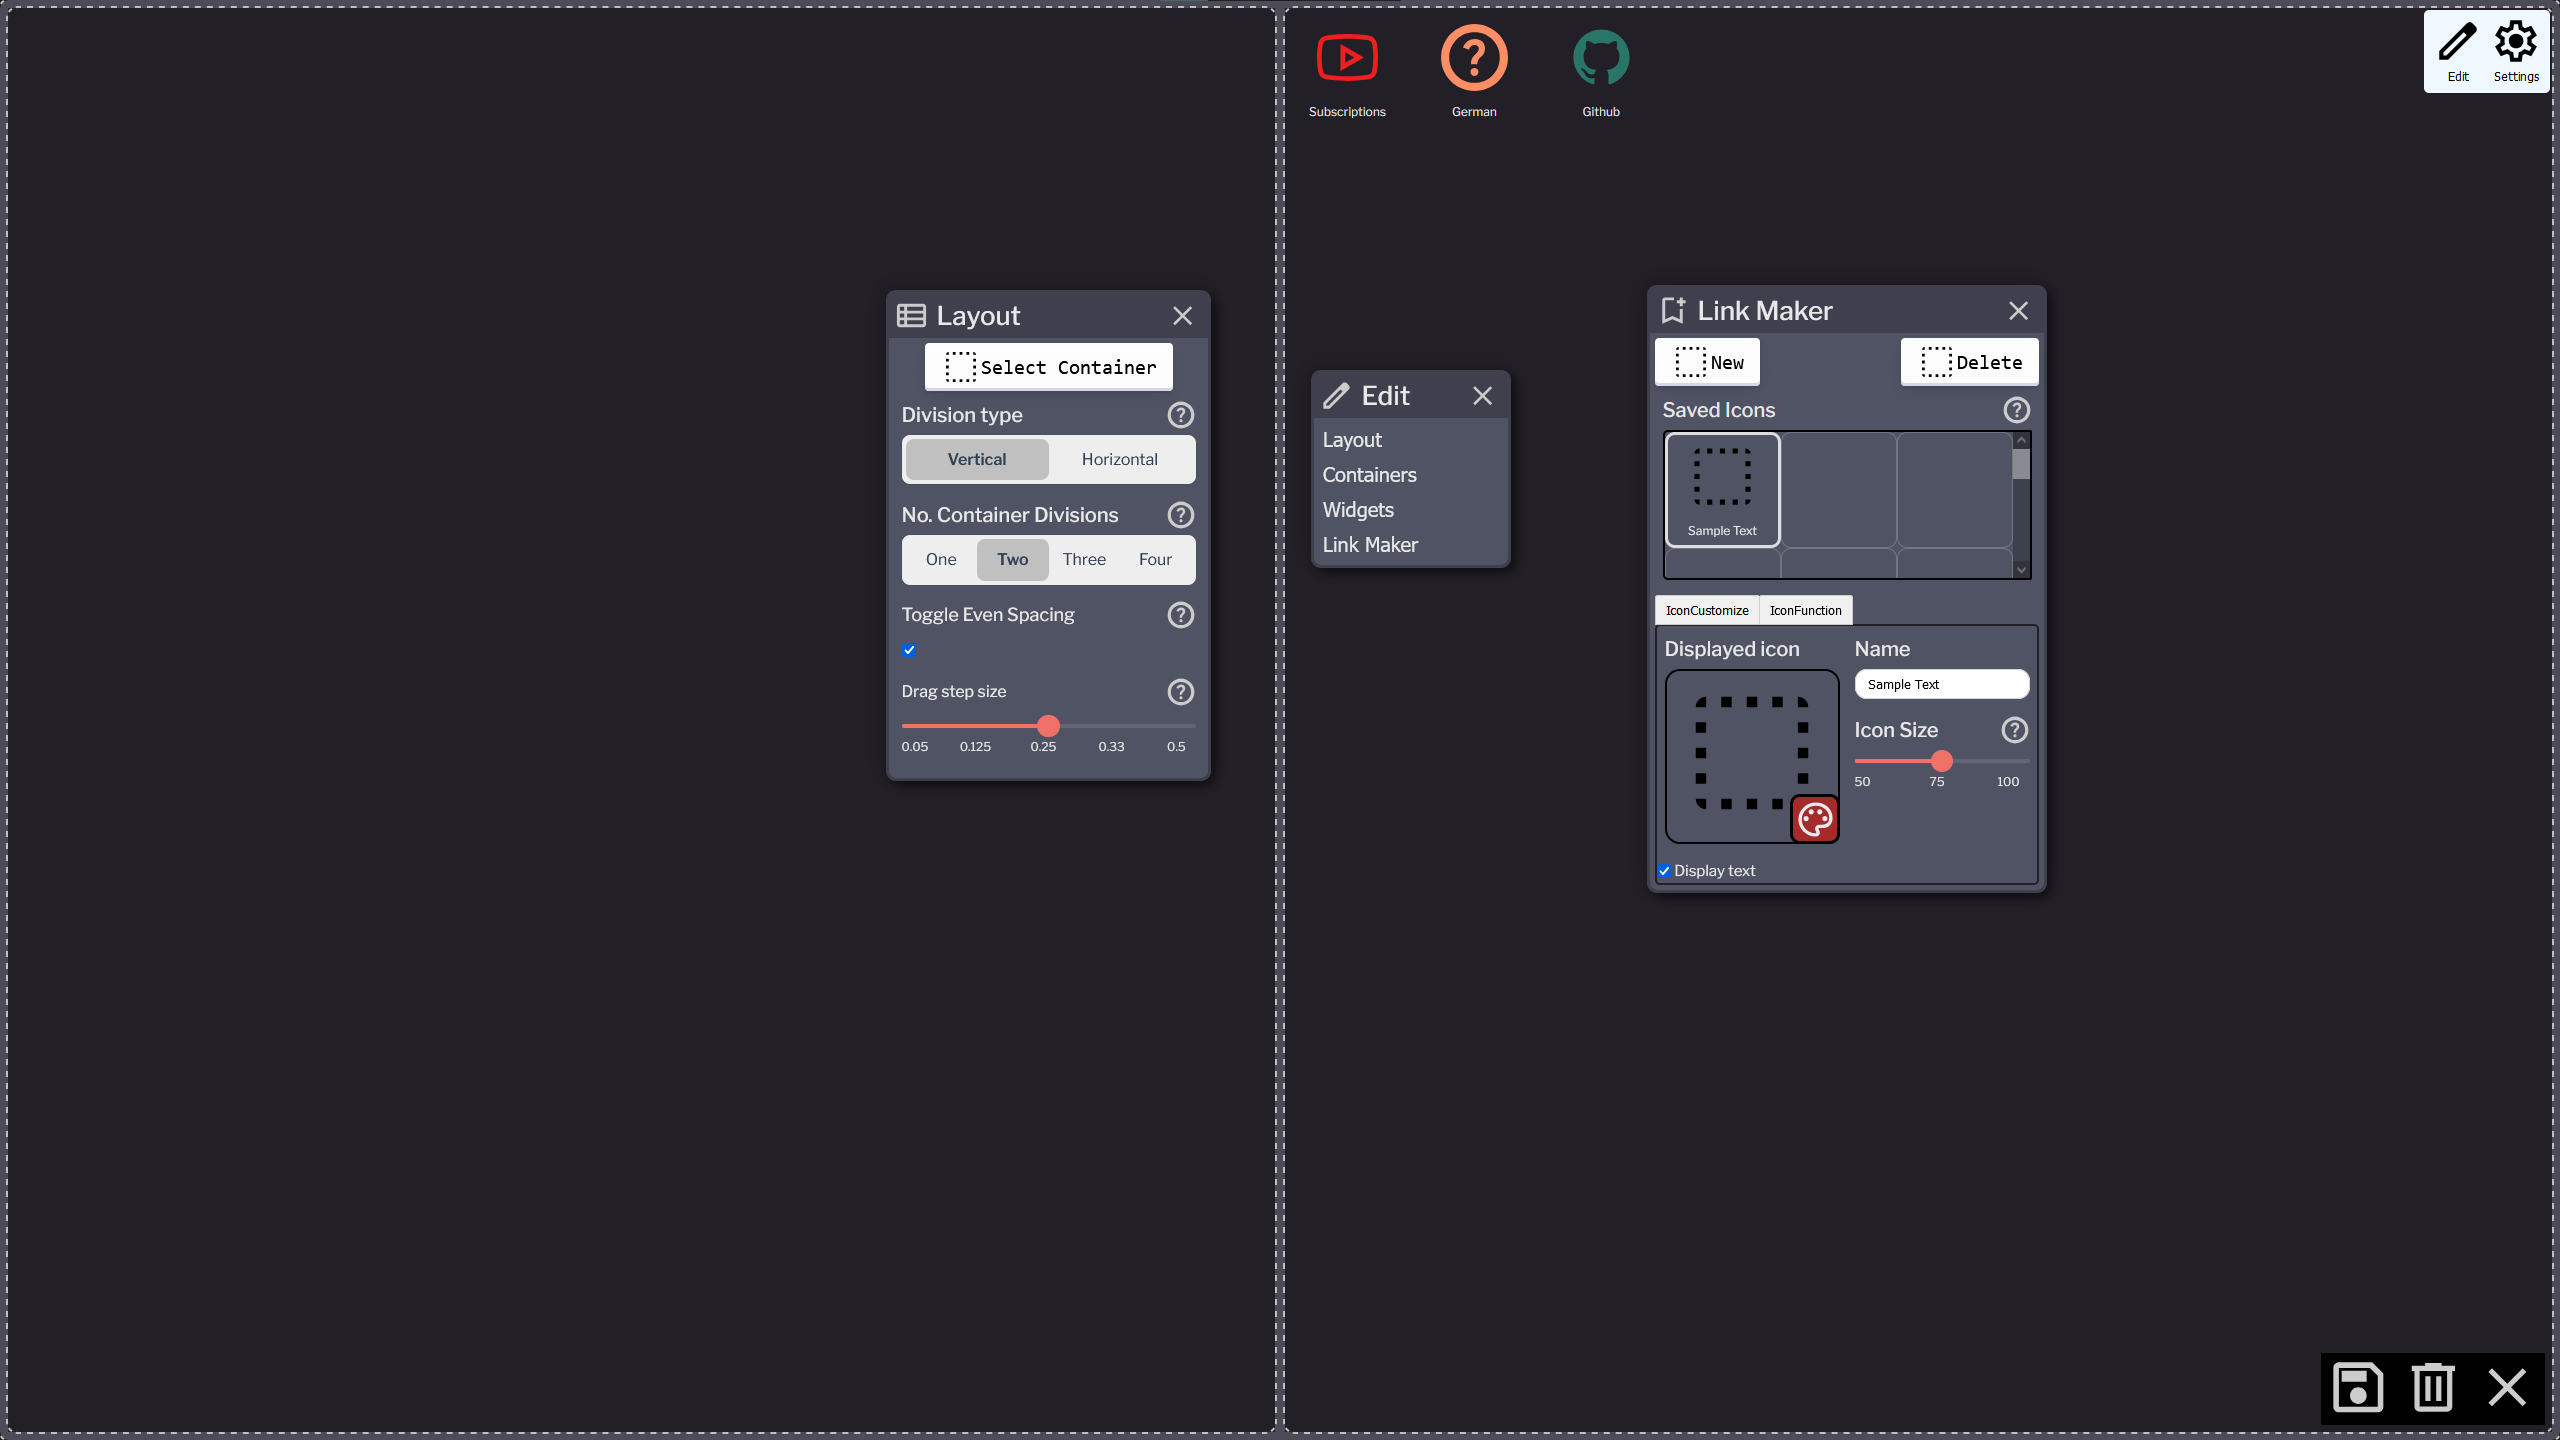 Subscriptions
German
Github
Edit
Settings
Layout
Select Container
Division type
Vertical Horizontal
No. Container Divisions
One Two Three Four
Toggle Even Spacing
Drag step size
0.05 0.125 0.25 0.33 0.5
Edit
Layout
Containers
Widgets
Link Maker
Link Maker
New Delete
Saved Icons
Sample Text
IconCustomize IconFunction
Displayed icon
Name
Sample Text
Icon Size
50 75 100
Display text